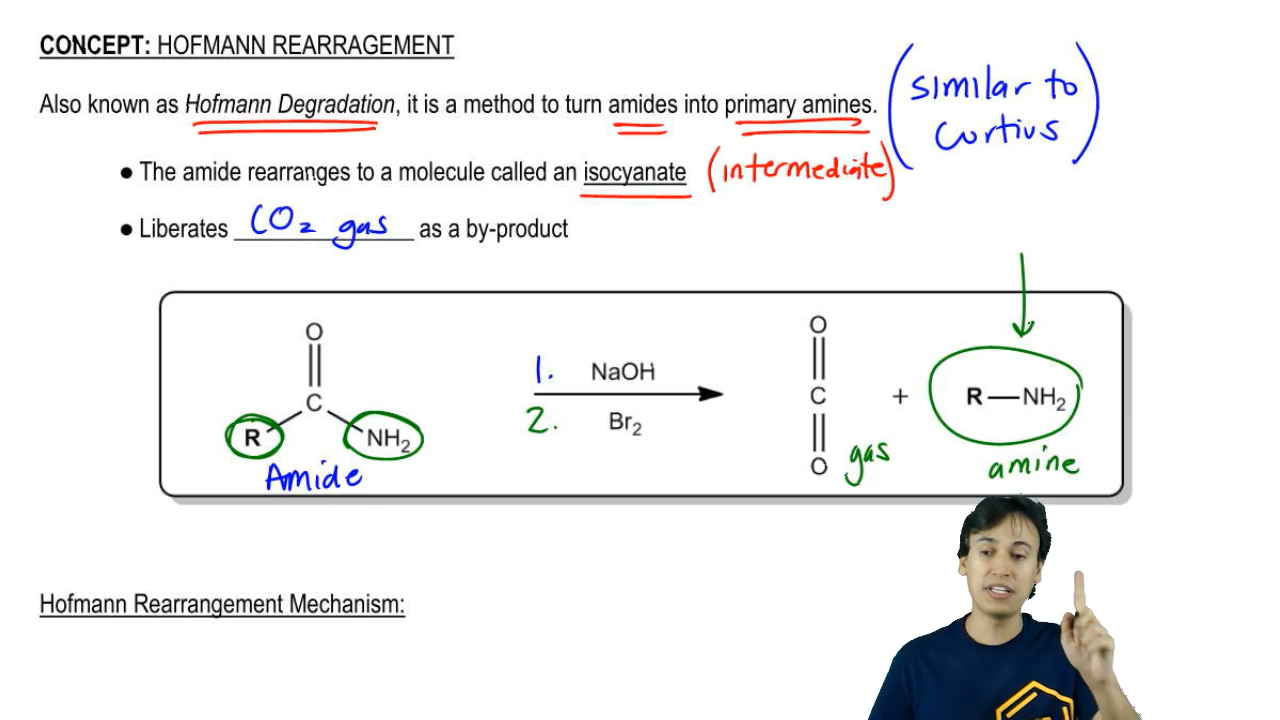 CONCEPT: HOFMANN REARRAGEMENT
Also known as Hofmann Degradation, it is a method to turn amides into primary amines.
(similar to
curtius)
● The amide rearranges to a molecule called an isocyanate (intermediate)
● Liberates CO₂ gas as a by-product
O
C
R
NH₂
Amide
1. NaOH
2. Br₂
O
C
O
gas
+
R—NH₂
amine
Hofmann Rearrangement Mechanism: